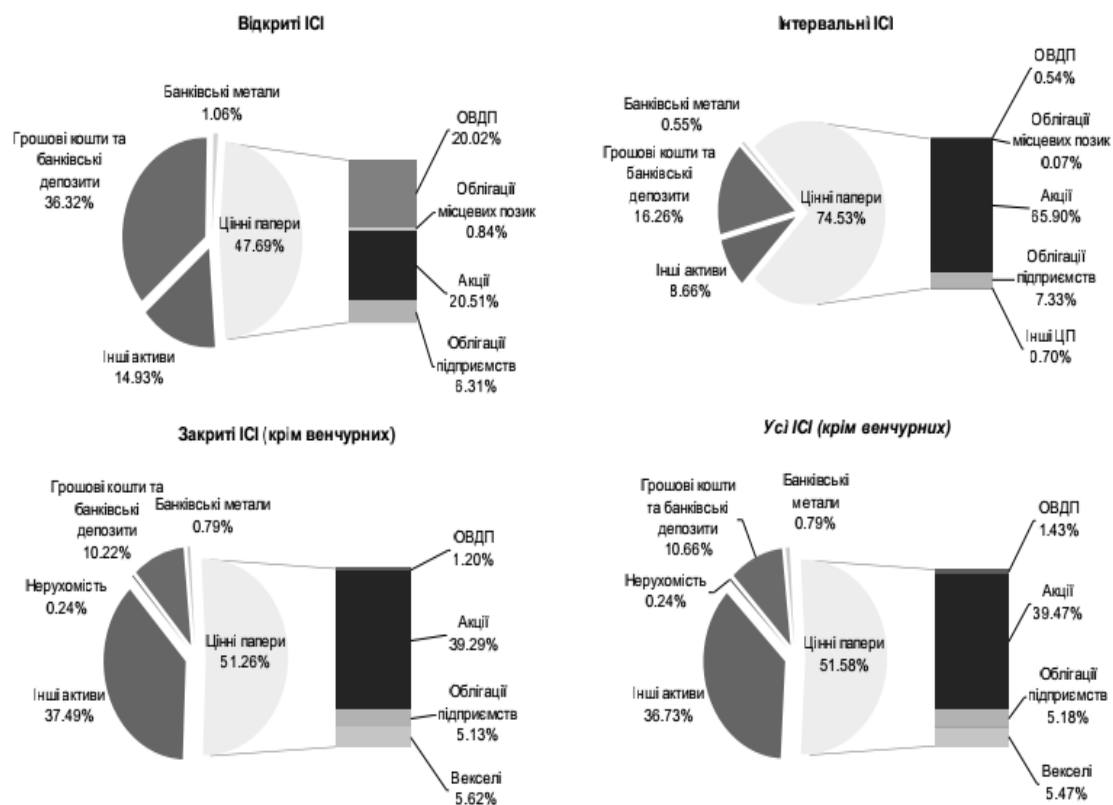 Відкриті ІСІ
Банківські метали
1.06%
Грошові кошти та
банківські
депозити
36.32%
Цінні папери
47.69%
Інші активи
14.93%
ОВДП
20.02%
Облігації
місцевих позик
0.84%
Акції
20.51%
Облігації
підприємств
6.31%
Інтервальні ІСІ
Банківські метали
0.55%
Грошові кошти та
банківські
депозити
16.26%
Цінні папери
74.53%
Інші активи
8.66%
ОВДП
0.54%
Облігації
місцевих позик
0.07%
Акції
65.90%
Облігації
підприємств
7.33%
Інші ЦП
0.70%
Закриті ІСІ (крім венчурних)
Грошові кошти та
банківські
депозити
10.22%
Банківські метали
0.79%
Нерухомість
0.24%
Цінні папери
51.26%
Інші активи
37.49%
ОВДП
1.20%
Акції
39.29%
Облігації
підприємств
5.13%
Векселі
5.62%
Усі ІСІ (крім венчурних)
Грошові кошти
та банківські
депозити
10.66%
Банківські
метали
0.79%
Нерухомість
0.24%
Цінні папери
51.58%
Інші активи
36.73%
ОВДП
1.43%
Акції
39.47%
Облігації
підприємств
5.18%
Векселі
5.47%